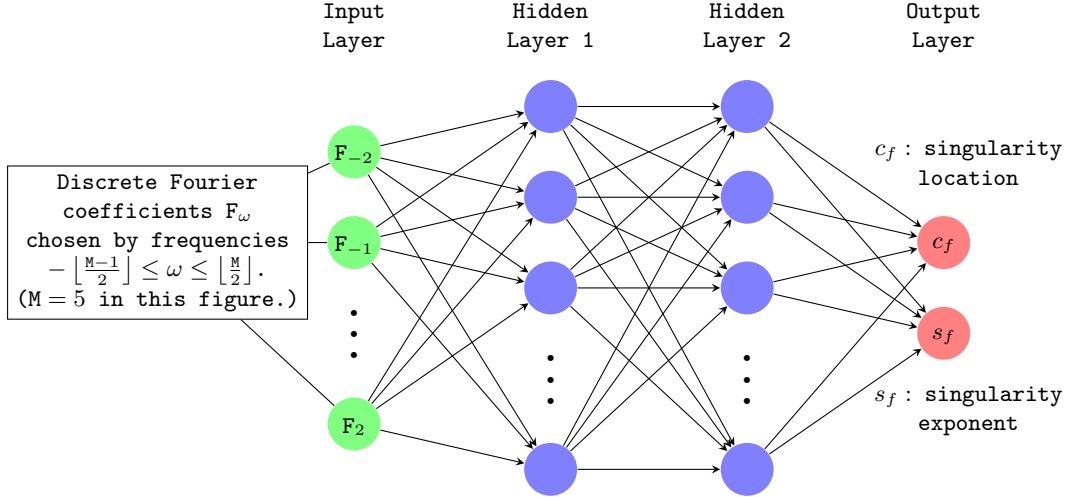 Input
Layer
Hidden
Layer 1
Hidden
Layer 2
Output
Layer
Discrete Fourier
coefficients F_ω
chosen by frequencies
−⌊(M−1)/2⌋ ≤ ω ≤ ⌊M/2⌋.
(M = 5 in this figure.)
F_{−2}
F_{−1}
F_2
c_f : singularity
location
c_f
s_f
s_f : singularity
exponent